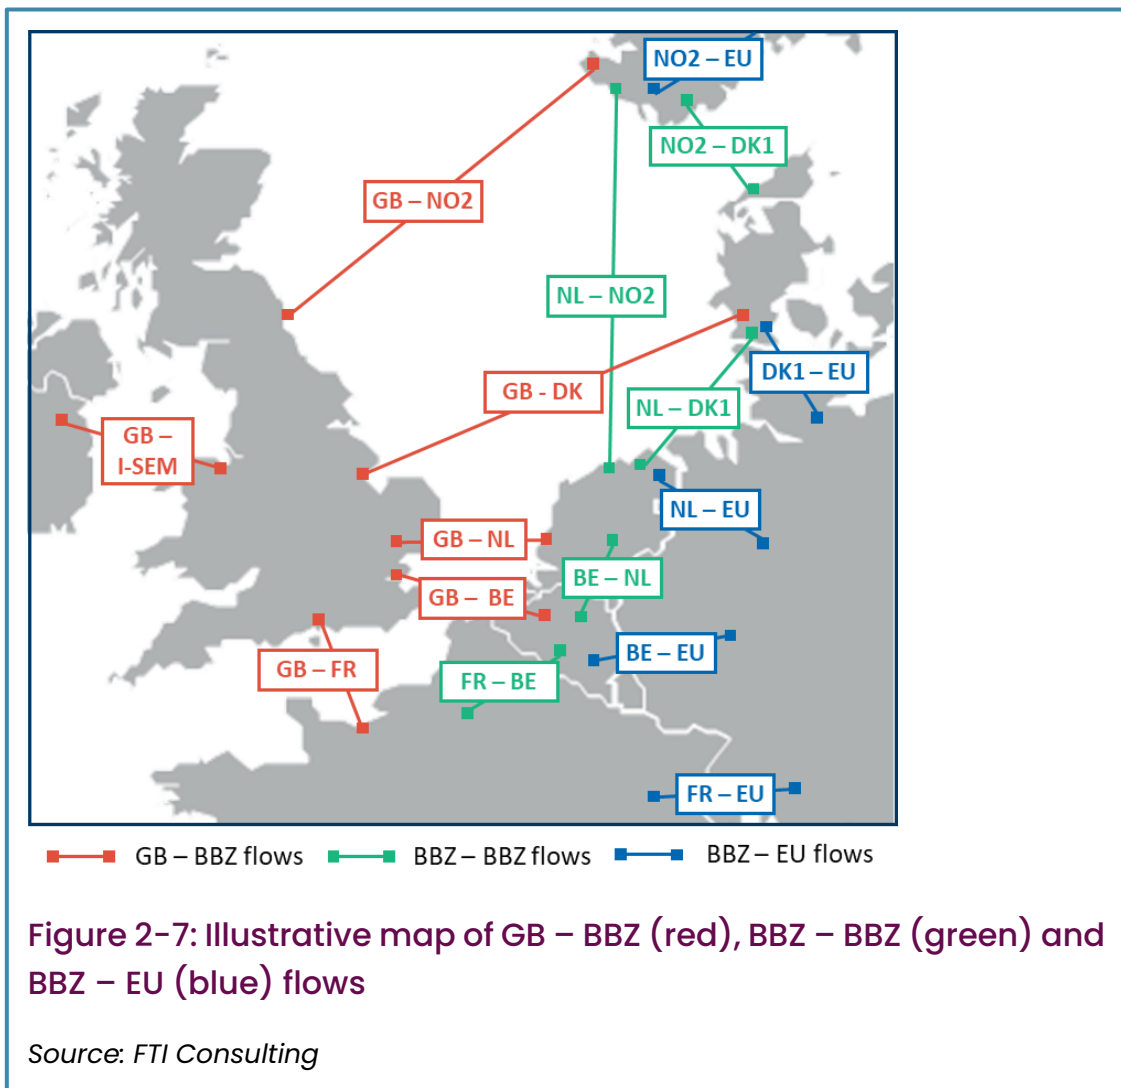 NO2 – EU
NO2 – DK1
GB – NO2
NL – NO2
DK1 – EU
GB - DK
NL – DK1
GB –
I-SEM
NL – EU
GB – NL
BE – NL
GB – BE
BE – EU
GB – FR
FR – BE
FR – EU
GB – BBZ flows
BBZ – BBZ flows
BBZ – EU flows
Figure 2-7: Illustrative map of GB – BBZ (red), BBZ – BBZ (green) and
BBZ – EU (blue) flows
Source: FTI Consulting